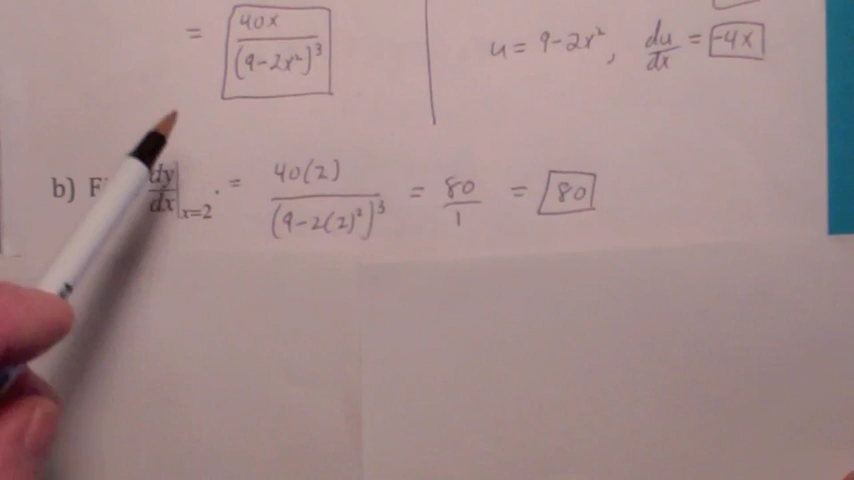 = 40x / (9-2x²)³
u = 9-2x², du/dx = -4x
b) F dy/dx|x=2. = 40(2) / (9-2(2)²)³ = 80/1 = 80